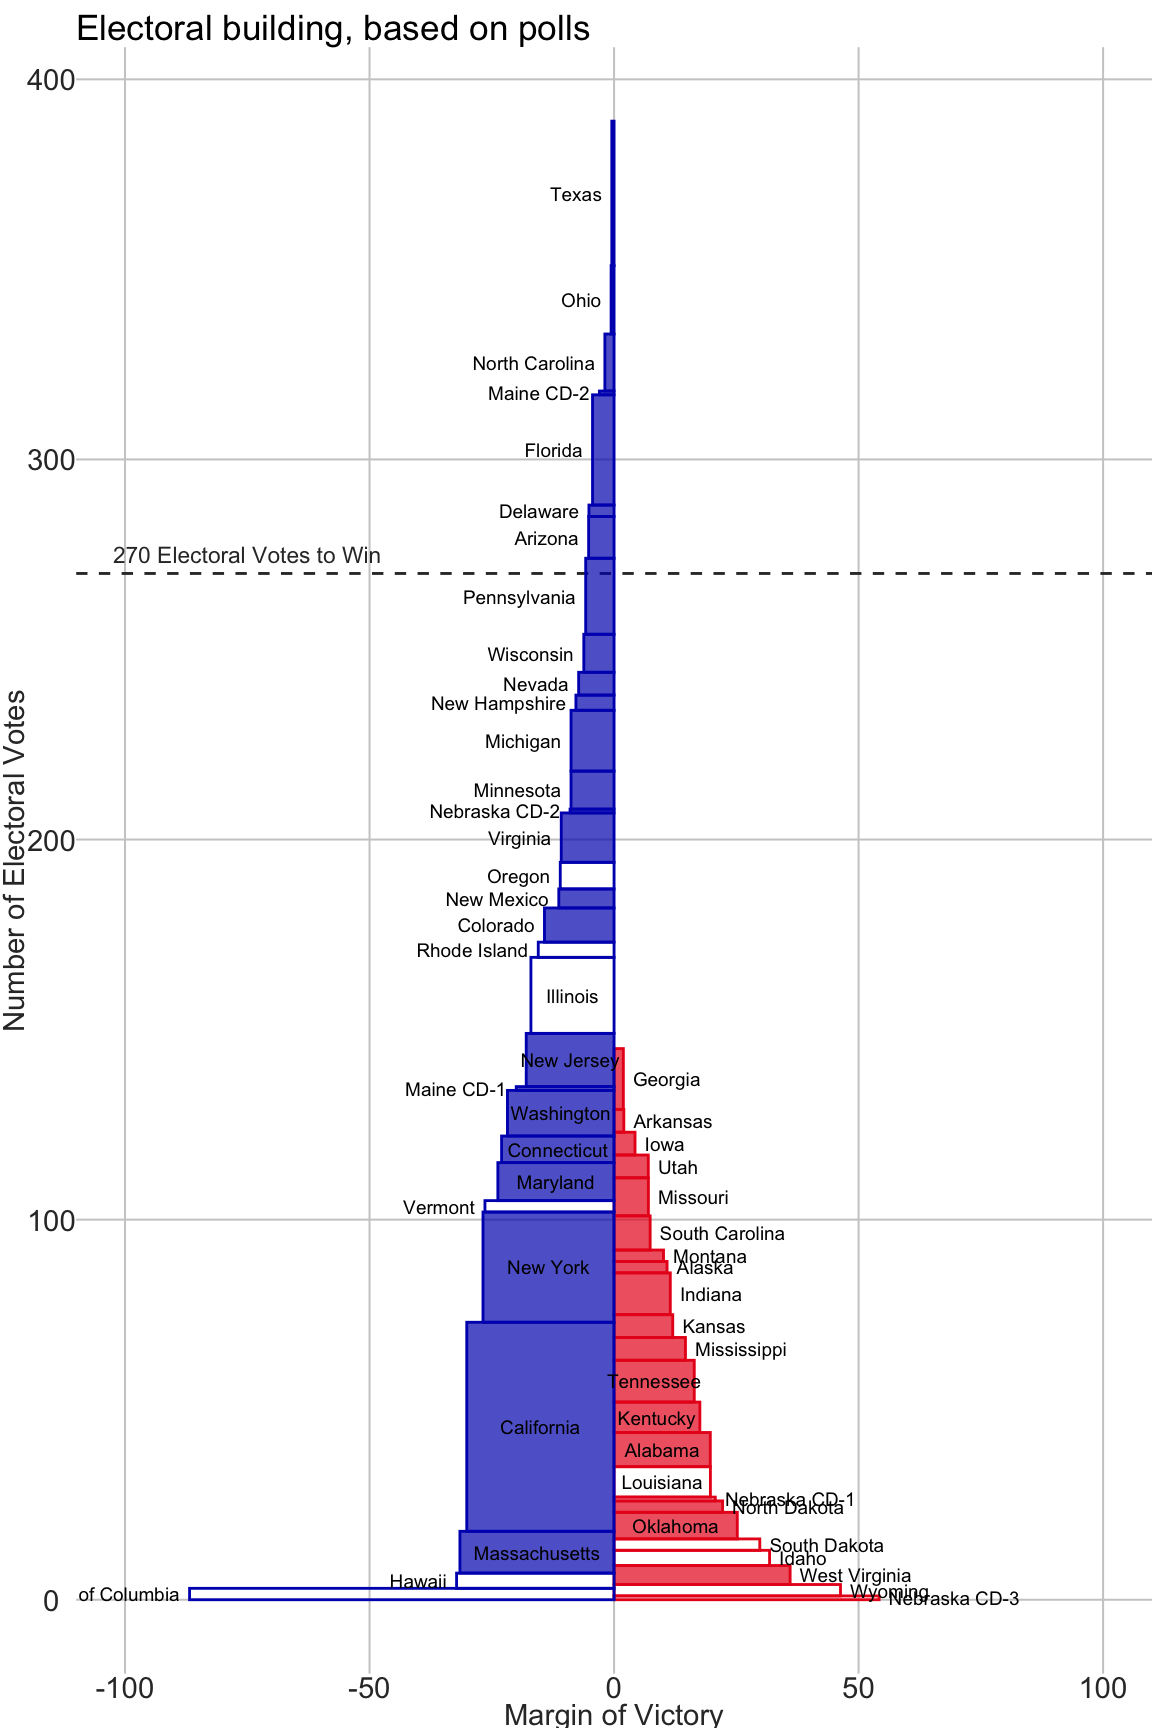 Electoral building, based on polls
400
Texas
Ohio
North Carolina
Maine CD-2
300
Florida
Delaware
Arizona
270 Electoral Votes to Win
Pennsylvania
Wisconsin
Nevada
New Hampshire
Michigan
Minnesota
Nebraska CD-2
200
Virginia
Oregon
New Mexico
Colorado
Rhode Island
Illinois
New Jersey
Georgia
Maine CD-1
Washington
Arkansas
Iowa
Connecticut
Utah
Maryland
Missouri
Vermont
100
South Carolina
Montana
New York
Alaska
Indiana
Kansas
Mississippi
Tennessee
Kentucky
California
Alabama
Louisiana
Nebraska CD-1
North Dakota
Oklahoma
South Dakota
Massachusetts
Idaho
West Virginia
Hawaii
Wyoming
of Columbia
Nebraska CD-3
0
Number of Electoral Votes
-100 -50 0 50 100
Margin of Victory